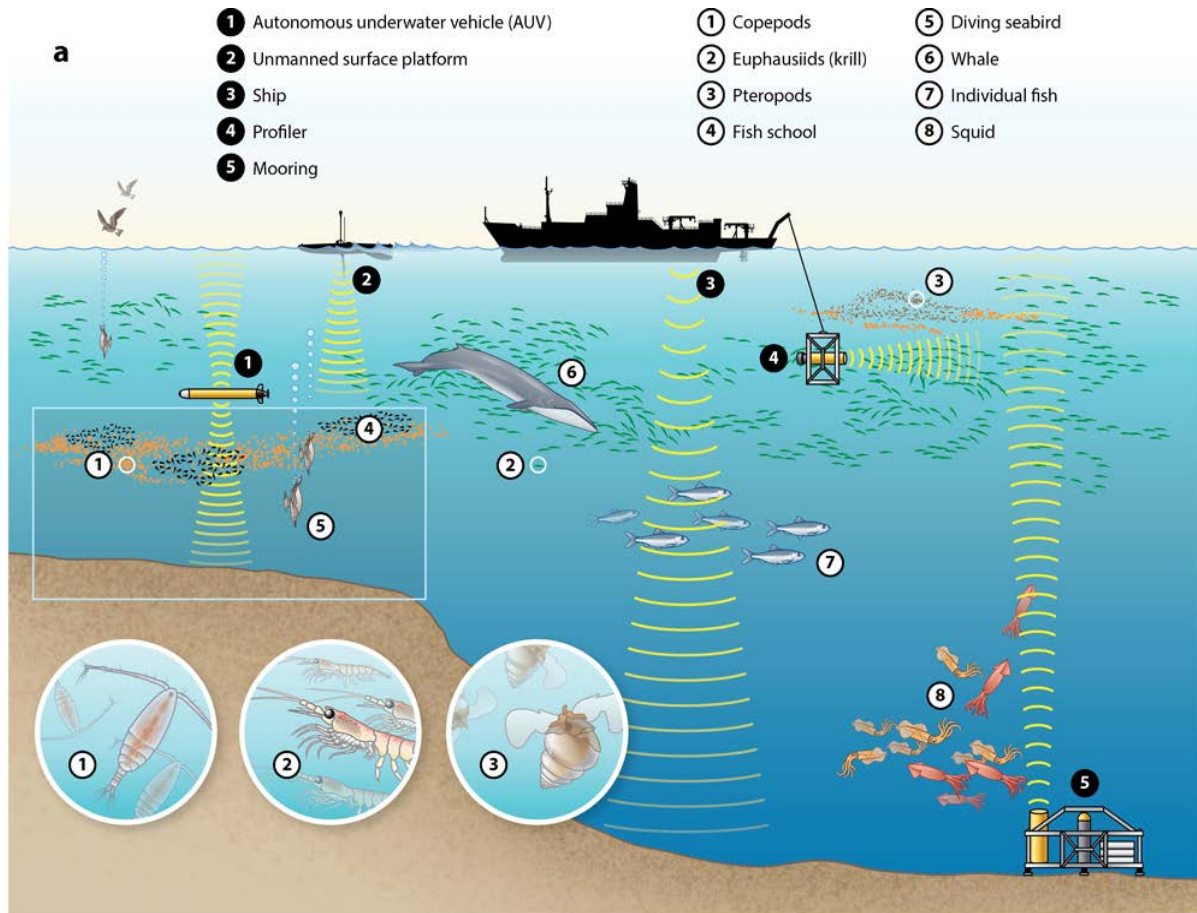 a
1 Autonomous underwater vehicle (AUV)
2 Unmanned surface platform
3 Ship
4 Profiler
5 Mooring
1 Copepods
2 Euphausiids (krill)
3 Pteropods
4 Fish school
5 Diving seabird
6 Whale
7 Individual fish
8 Squid
2
3
3
1
4
6
4
1
2
5
7
8
1
2
3
5